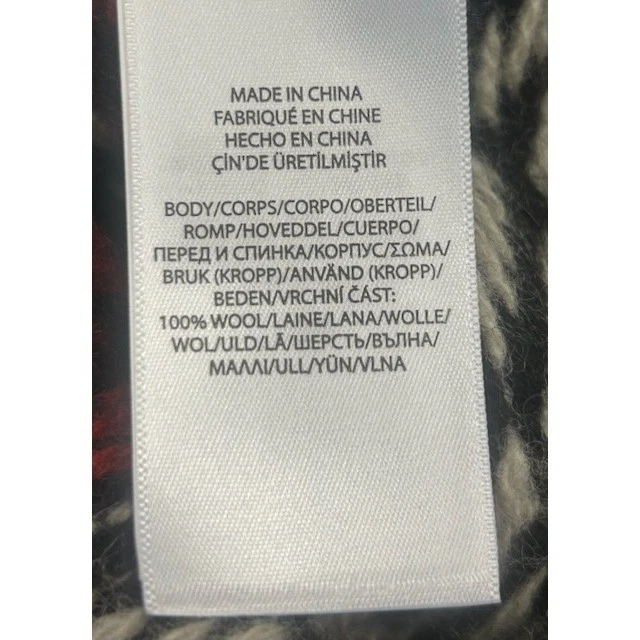 MADE IN CHINA
FABRIQUÉ EN CHINE
HECHO EN CHINA
ÇİN'DE ÜRETİLMİŞTİR
BODY/CORPS/CORPO/OBERTEIL/
ROMP/HOVEDDEL/CUERPO/
ПЕРЕД И СПИНКА/КОРПУС/ΣΩΜΑ/
BRUK (KROPP)/ANVÄND (KROPP)/
BEDEN/VRCHNÍ ČÁST:
100% WOOL/LAINE/LANA/WOLLE/
WOL/ULD/LÃ/ШЕРСТЬ/ВЪЛНА/
ΜΑΛΛΙ/ULL/YÜN/VLNA